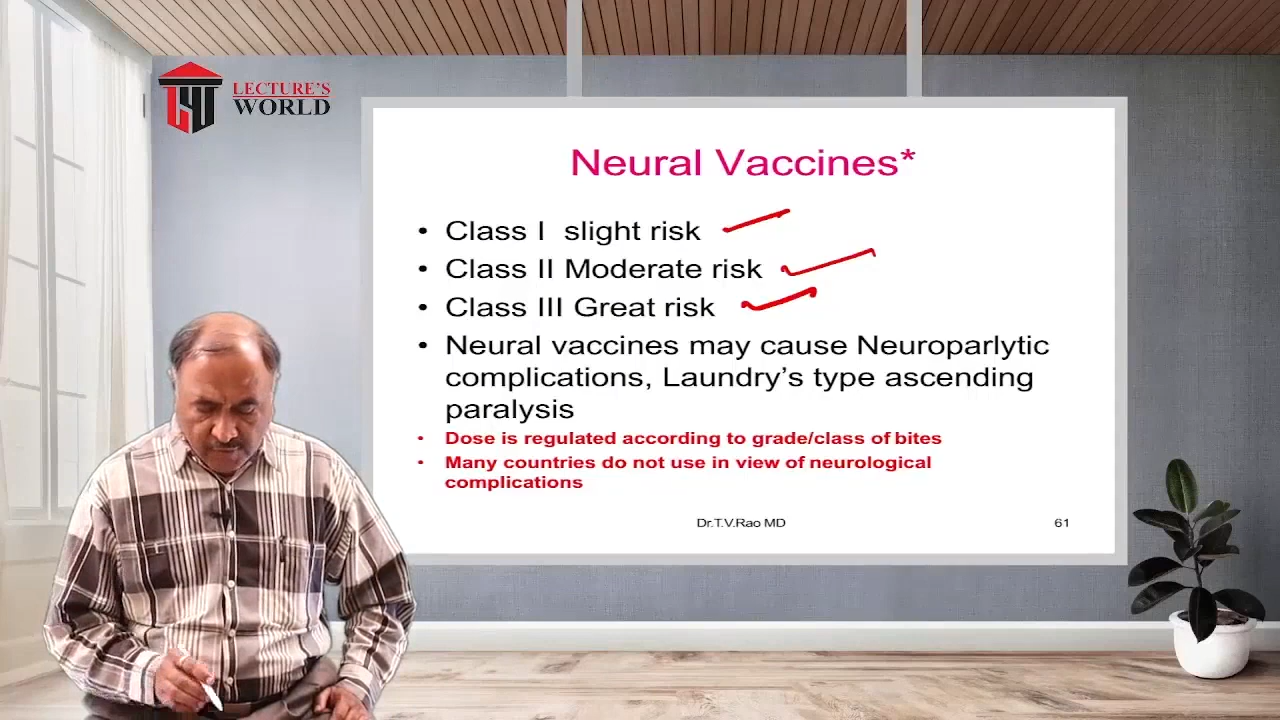 LECTURE'S
WORLD
Neural Vaccines*
• Class I slight risk
• Class II Moderate risk
• Class III Great risk
• Neural vaccines may cause Neuroparlytic
complications, Laundry's type ascending
paralysis
• Dose is regulated according to grade/class of bites
• Many countries do not use in view of neurological
complications
Dr.T.V.Rao MD
61